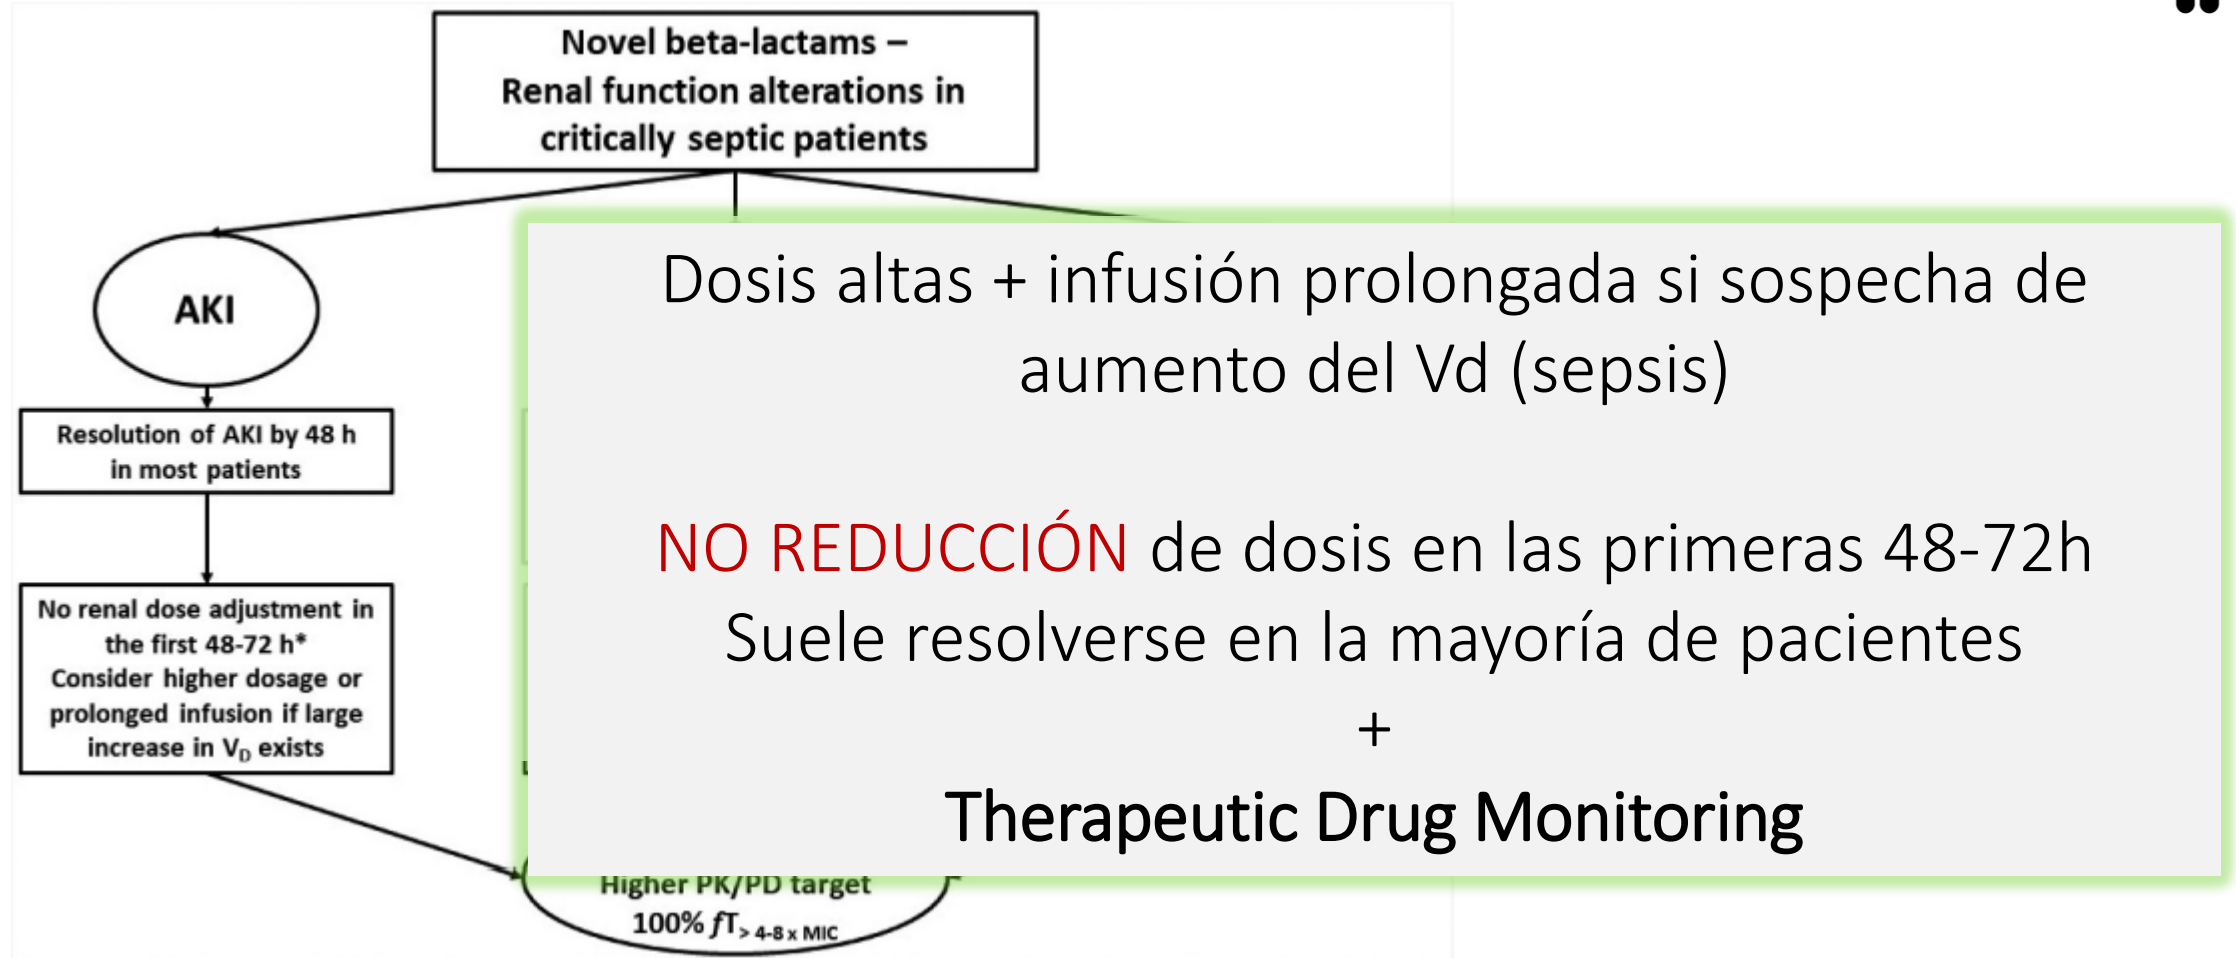 Novel beta-lactams –
Renal function alterations in
critically septic patients
AKI
Resolution of AKI by 48 h
in most patients
No renal dose adjustment in
the first 48-72 h*
Consider higher dosage or
prolonged infusion if large
increase in V_D exists
Dosis altas + infusión prolongada si sospecha de
aumento del Vd (sepsis)
NO REDUCCIÓN de dosis en las primeras 48-72h
Suele resolverse en la mayoría de pacientes
+
Therapeutic Drug Monitoring
Higher PK/PD target
100% fT> 4-8 x MIC